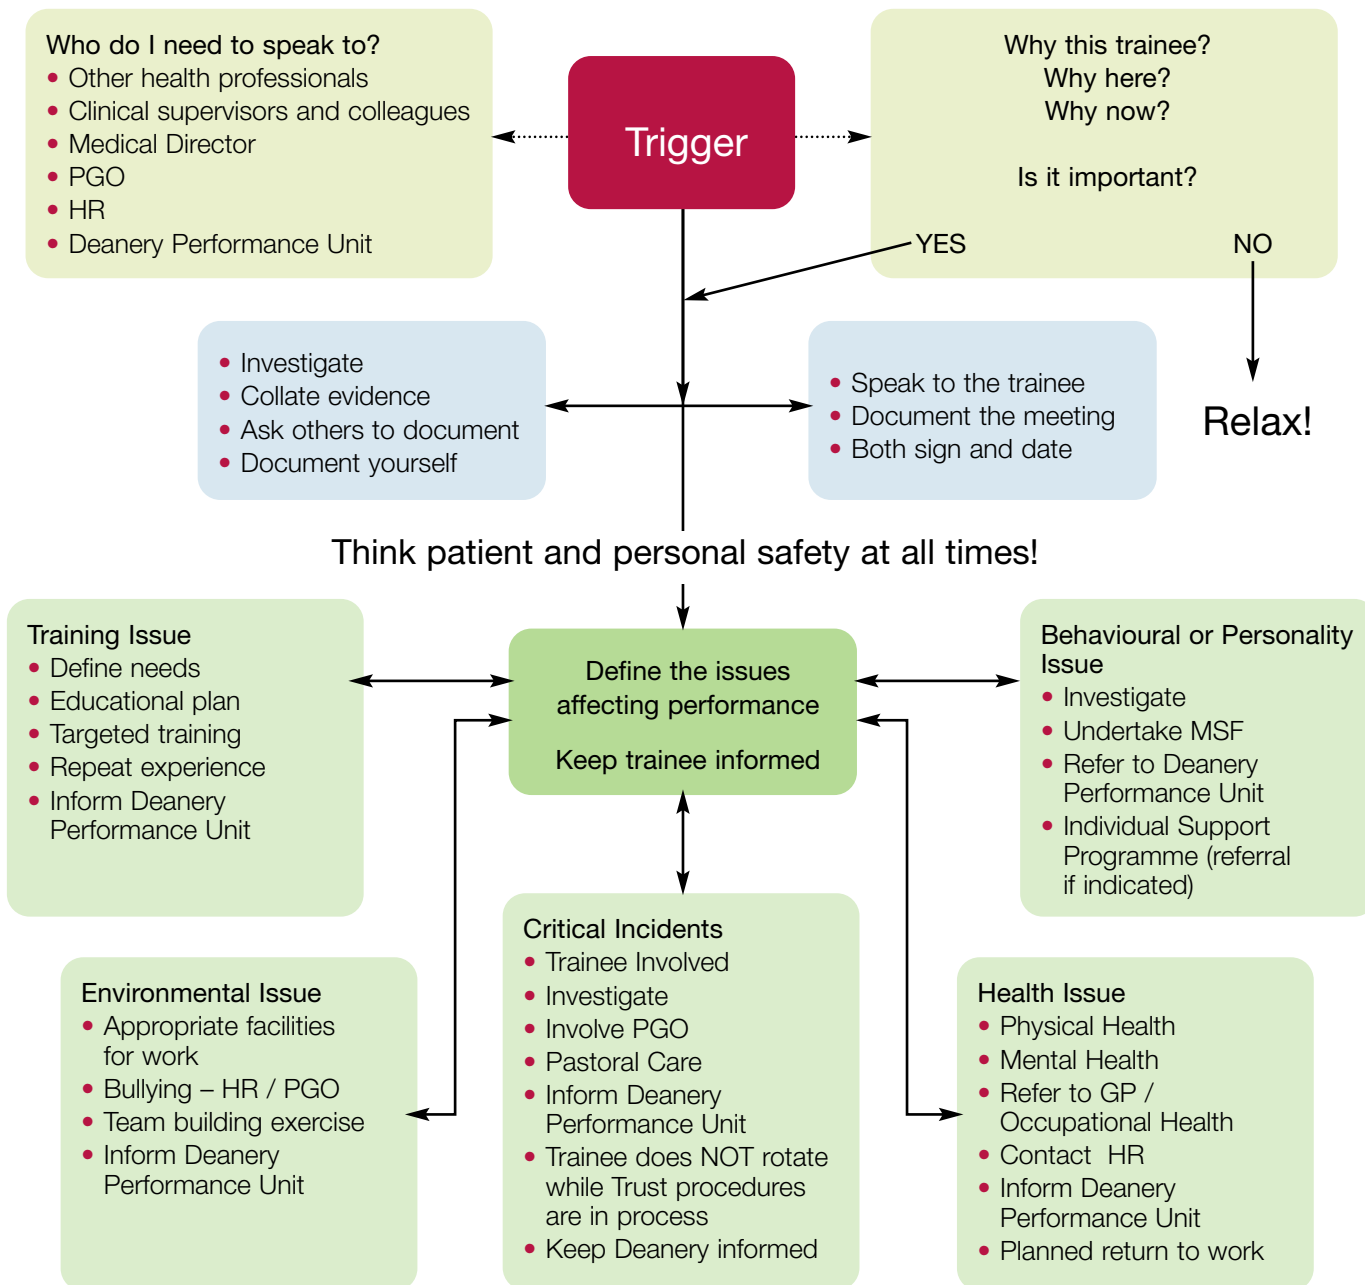 Who do I need to speak to?
• Other health professionals
• Clinical supervisors and colleagues
• Medical Director
• PGO
• HR
• Deanery Performance Unit
Trigger
Why this trainee?
Why here?
Why now?
Is it important?
YES
NO
• Investigate
• Collate evidence
• Ask others to document
• Document yourself
• Speak to the trainee
• Document the meeting
• Both sign and date
Relax!
Think patient and personal safety at all times!
Training Issue
• Define needs
• Educational plan
• Targeted training
• Repeat experience
• Inform Deanery
Performance Unit
Define the issues
affecting performance
Keep trainee informed
Behavioural or Personality
Issue
• Investigate
• Undertake MSF
• Refer to Deanery
Performance Unit
• Individual Support
Programme (referral
if indicated)
Environmental Issue
• Appropriate facilities
for work
• Bullying – HR / PGO
• Team building exercise
• Inform Deanery
Performance Unit
Critical Incidents
• Trainee Involved
• Investigate
• Involve PGO
• Pastoral Care
• Inform Deanery
Performance Unit
• Trainee does NOT rotate
while Trust procedures
are in process
• Keep Deanery informed
Health Issue
• Physical Health
• Mental Health
• Refer to GP /
Occupational Health
• Contact HR
• Inform Deanery
Performance Unit
• Planned return to work